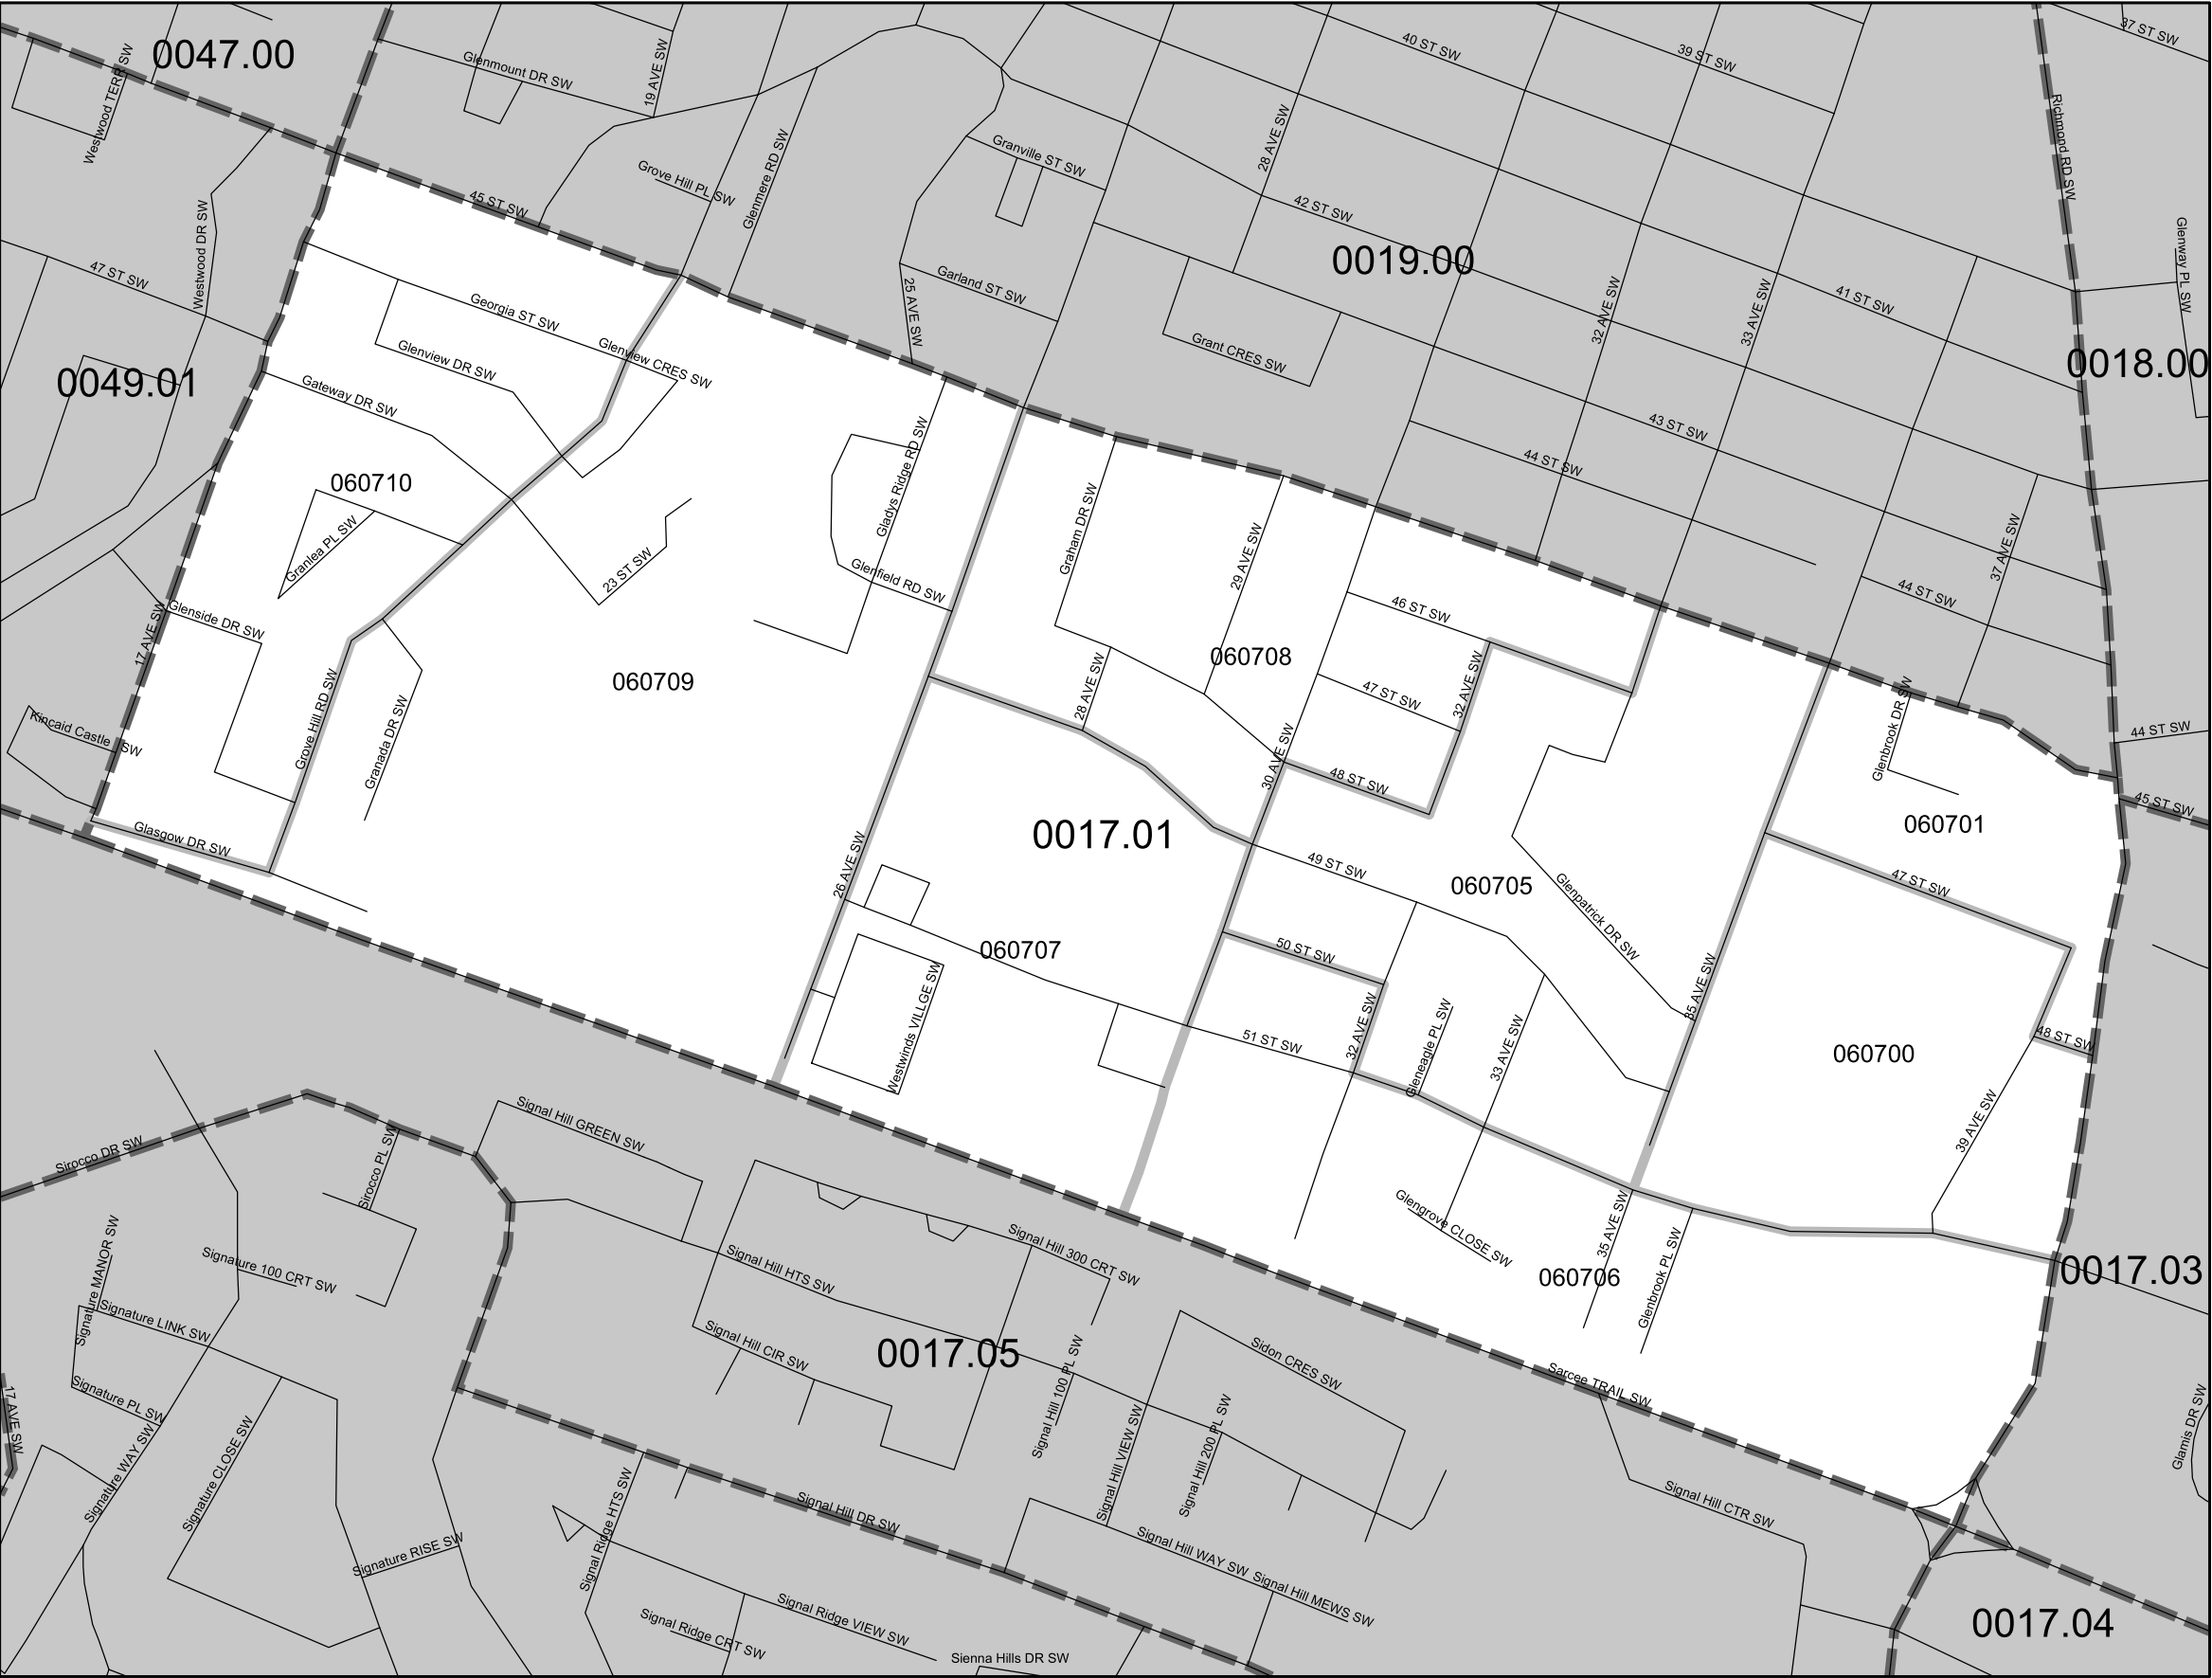 0047.00
37 ST SW
40 ST SW
39 ST SW
Glenmount DR SW
19 AVE SW
Westwood TERR SW
Richmond RD SW
28 AVE SW
Granville ST SW
Grove Hill PL SW
Glenmere RD SW
45 ST SW
42 ST SW
Westwood DR SW
0019.00
Glenway PL SW
47 ST SW
Garland ST SW
25 AVE SW
41 ST SW
32 AVE SW
33 AVE SW
Georgia ST SW
Glenview DR SW
Glenview CRES SW
Grant CRES SW
0018.00
0049.01
Gateway DR SW
43 ST SW
44 ST SW
060710
Gladys Ridge RD SW
Graham DR SW
29 AVE SW
37 AVE SW
Granlea PL SW
23 ST SW
Glenfield RD SW
44 ST SW
46 ST SW
Glenside DR SW
17 AVE SW
060708
060709
28 AVE SW
47 ST SW
32 AVE SW
Kincaid Castle SW
Grove Hill RD SW
Granada DR SW
30 AVE SW
48 ST SW
Glenbrook DR SW
44 ST SW
45 ST SW
060701
Glasgow DR SW
0017.01
26 AVE SW
49 ST SW
060705
47 ST SW
Glenpatrick DR SW
060707
50 ST SW
35 AVE SW
Westwinds VILLGE SW
32 AVE SW
51 ST SW
Gleneagle PL SW
33 AVE SW
060700
48 ST SW
39 AVE SW
Signal Hill GREEN SW
Sirocco DR SW
Sirocco PL SW
Glengrove CLOSE SW
35 AVE SW
060706
Glenbrook PL SW
0017.03
Signal Hill 300 CRT SW
Signal Hill HTS SW
Signature MANOR SW
Signature 100 CRT SW
Signature LINK SW
Signal Hill CIR SW
0017.05
Signal Hill 100 PL SW
Sidon CRES SW
Sarcee TRAIL SW
Signature PL SW
17 AVE SW
Signature WAY SW
Signature CLOSE SW
Signal Hill VIEW SW
Signal Hill 200 PL SW
Glamis DR SW
Signal Hill DR SW
Signal Ridge HTS SW
Signal Hill CTR SW
Signature RISE SW
Signal Hill WAY SW
Signal Hill MEWS SW
Signal Ridge VIEW SW
Signal Ridge CRT SW
Sienna Hills DR SW
0017.04